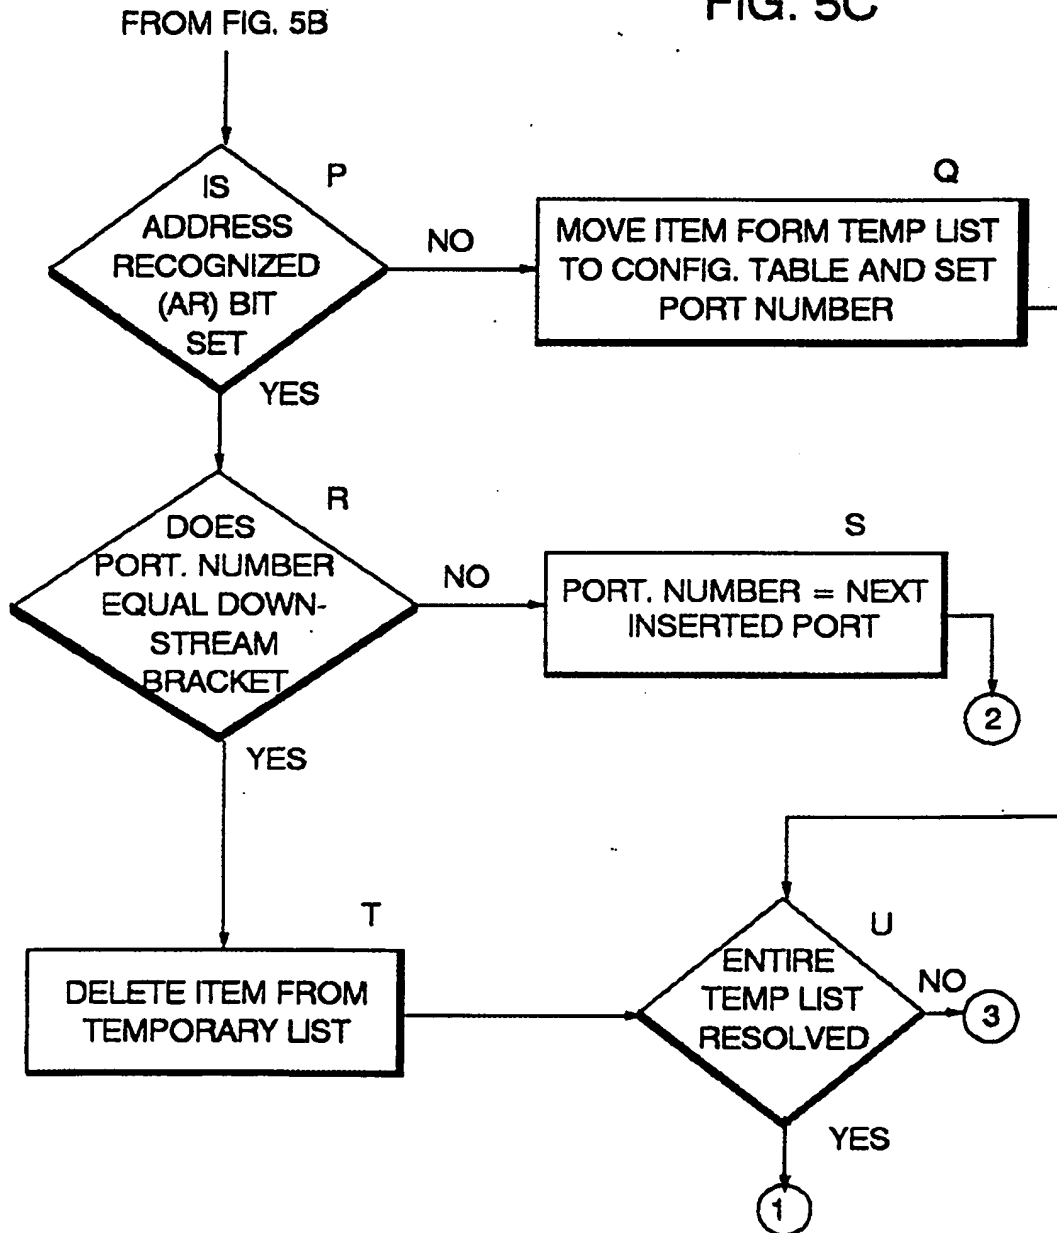 FIG. 5C
FROM FIG. 5B
P
IS
ADDRESS
RECOGNIZED
(AR) BIT
SET
NO
YES
Q
MOVE ITEM FORM TEMP LIST
TO CONFIG. TABLE AND SET
PORT NUMBER
R
DOES
PORT. NUMBER
EQUAL DOWN-
STREAM
BRACKET
NO
YES
S
PORT. NUMBER = NEXT
INSERTED PORT
2
T
DELETE ITEM FROM
TEMPORARY LIST
U
ENTIRE
TEMP LIST
RESOLVED
NO
3
YES
1